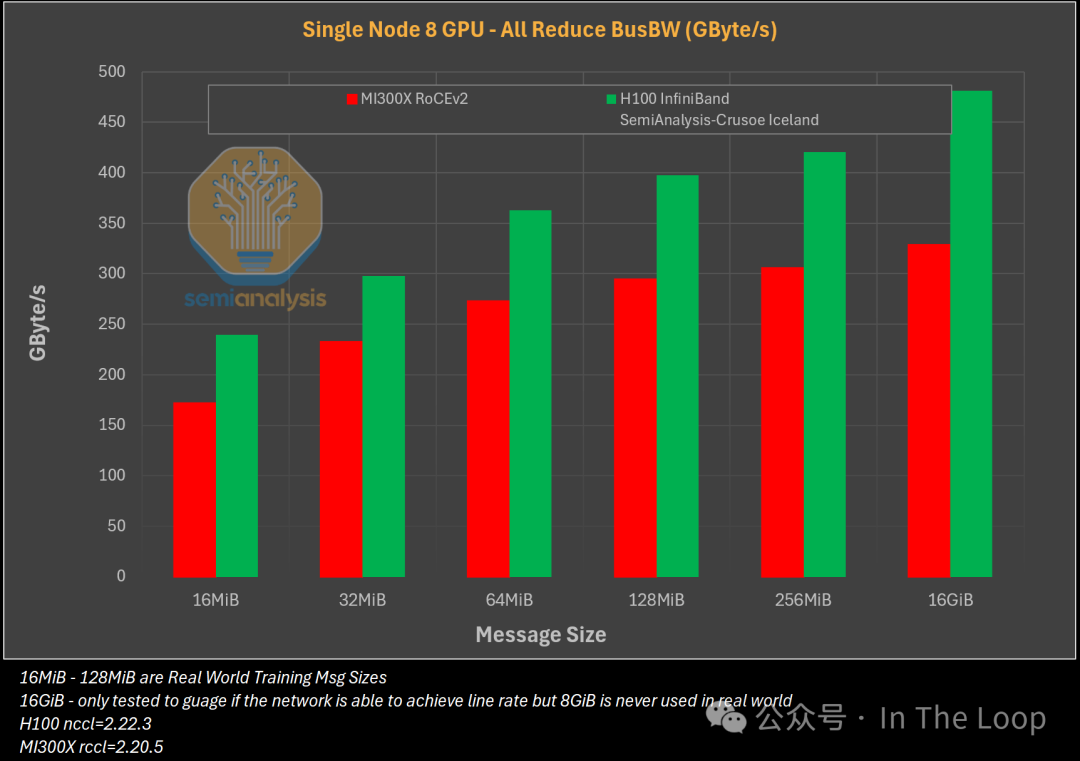 Single Node 8 GPU - All Reduce BusBW (GByte/s)
MI300X RoCEv2
H100 InfiniBand
SemiAnalysis-Crusoe Iceland
500
450
400
350
300
250
200
150
100
50
0
GByte/s
semianalysis
16MiB
32MiB
64MiB
128MiB
256MiB
16GiB
Message Size
16MiB - 128MiB are Real World Training Msg Sizes
16GiB - only tested to guage if the network is able to achieve line rate but 8GiB is never used in real world
H100 nccl=2.22.3
MI300X rccl=2.20.5
公众号 · In The Loop